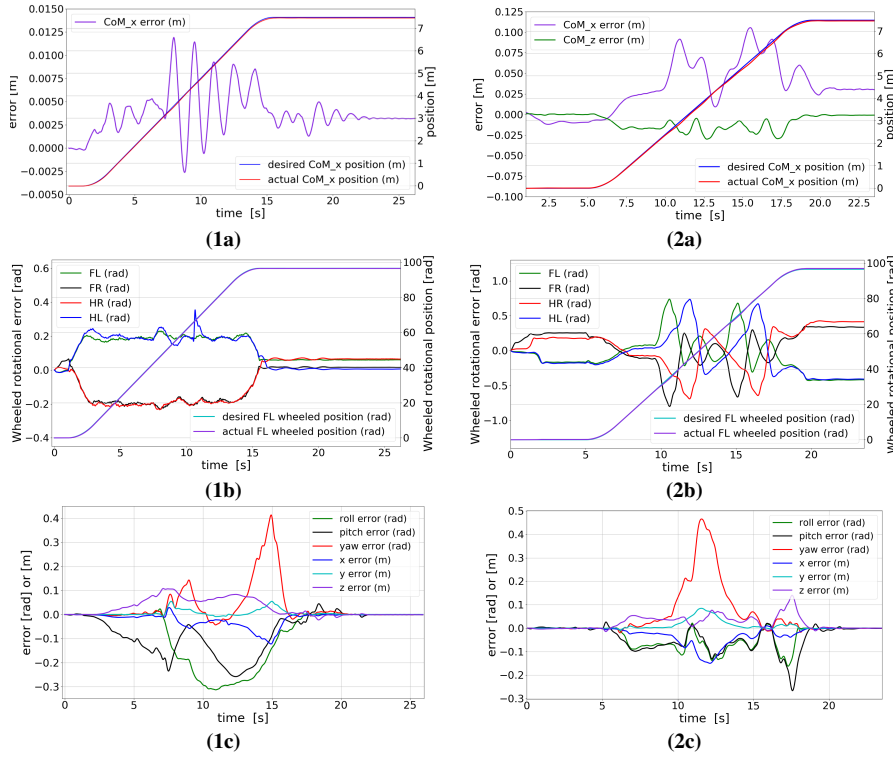 0.0150
0.0125
0.0100
0.0075
0.0050
0.0025
0.0000
−0.0025
−0.0050
error [m]
CoM_x error (m)
desired CoM_x position (m)
actual CoM_x position (m)
7
6
5
4
3
2
1
0
position [m]
0 5 10 15 20 25
time [s]
(1a)
0.125
0.100
0.075
0.050
0.025
0.000
−0.025
−0.050
−0.075
−0.100
error [m]
CoM_x error (m)
CoM_z error (m)
desired CoM_x position (m)
actual CoM_x position (m)
7
6
5
4
3
2
1
0
position [m]
2.5 5.0 7.5 10.0 12.5 15.0 17.5 20.0 22.5
time [s]
(2a)
0.6
0.4
0.2
0.0
−0.2
−0.4
Wheeled rotational error [rad]
FL (rad)
FR (rad)
HR (rad)
HL (rad)
desired FL wheeled position (rad)
actual FL wheeled position (rad)
100
80
60
40
20
0
Wheeled rotational position [rad]
0 5 10 15 20 25
time [s]
(1b)
1.0
0.5
0.0
−0.5
−1.0
Wheeled rotational error [rad]
FL (rad)
FR (rad)
HR (rad)
HL (rad)
desired FL wheeled position (rad)
actual FL wheeled position (rad)
100
80
60
40
20
0
Wheeled rotational position [rad]
0 5 10 15 20
time [s]
(2b)
0.4
0.3
0.2
0.1
0.0
−0.1
−0.2
−0.3
error [rad] or [m]
roll error (rad)
pitch error (rad)
yaw error (rad)
x error (m)
y error (m)
z error (m)
0 5 10 15 20 25
time [s]
(1c)
0.5
0.4
0.3
0.2
0.1
0.0
−0.1
−0.2
−0.3
error [rad] or [m]
roll error (rad)
pitch error (rad)
yaw error (rad)
x error (m)
y error (m)
z error (m)
0 5 10 15 20
time [s]
(2c)